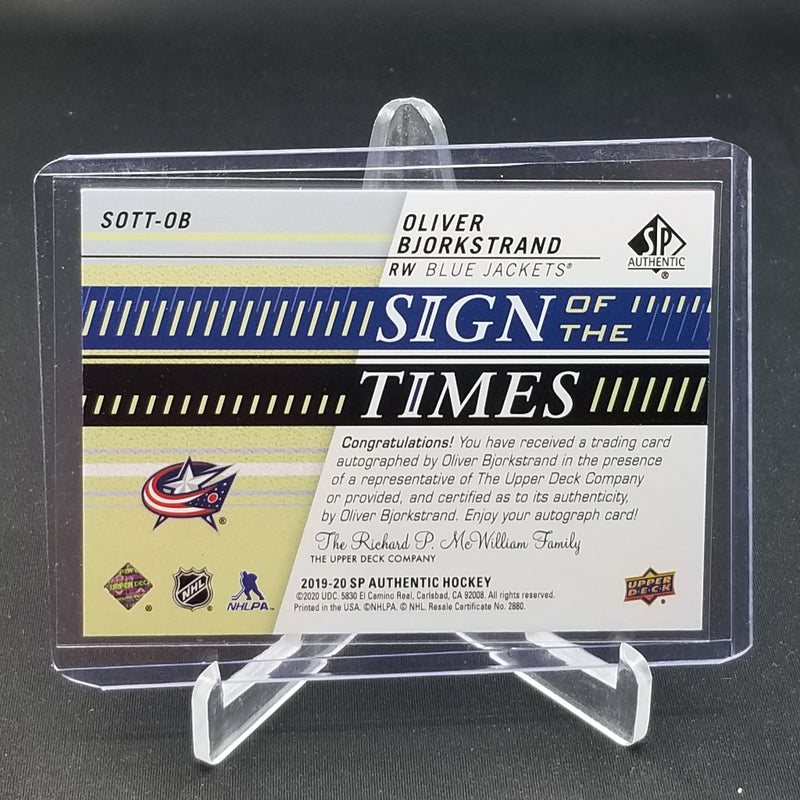 SOTT-OB
OLIVER
BJORKSTRAND
RW BLUE JACKETS®
SP
AUTHENTIC
®
SIGN OF THE
TIMES
Congratulations! You have received a trading card
autographed by Oliver Bjorkstrand in the presence
of a representative of The Upper Deck Company
or provided, and certified as to its authenticity,
by Oliver Bjorkstrand. Enjoy your autograph card!
The Richard P. McWilliam Family
THE UPPER DECK COMPANY
2019-20 SP AUTHENTIC HOCKEY
©2020 UDC. 5830 El Camino Real, Carlsbad, CA 92008. All rights reserved.
Printed in the USA. ©NHLPA. © NHL. Resale Certificate No. 2880.
UPPER DECK
NHL
NHLPA
UPPER
DECK